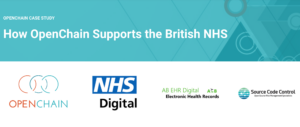 OPENCHAIN CASE STUDY
How OpenChain Supports the British NHS
OPENCHAIN
NHS
Digital
AB EHR Digital
Electronic Health Records
Source Code Control